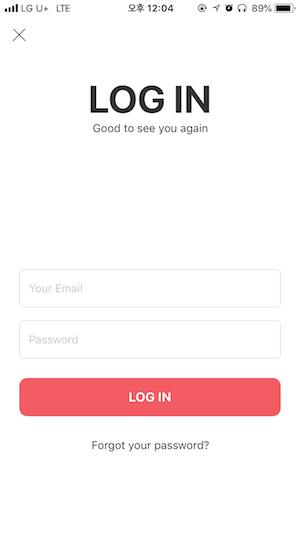 LG U+ LTE 오후 12:04 89%
LOG IN
Good to see you again
Your Email
Password
LOG IN
Forgot your password?